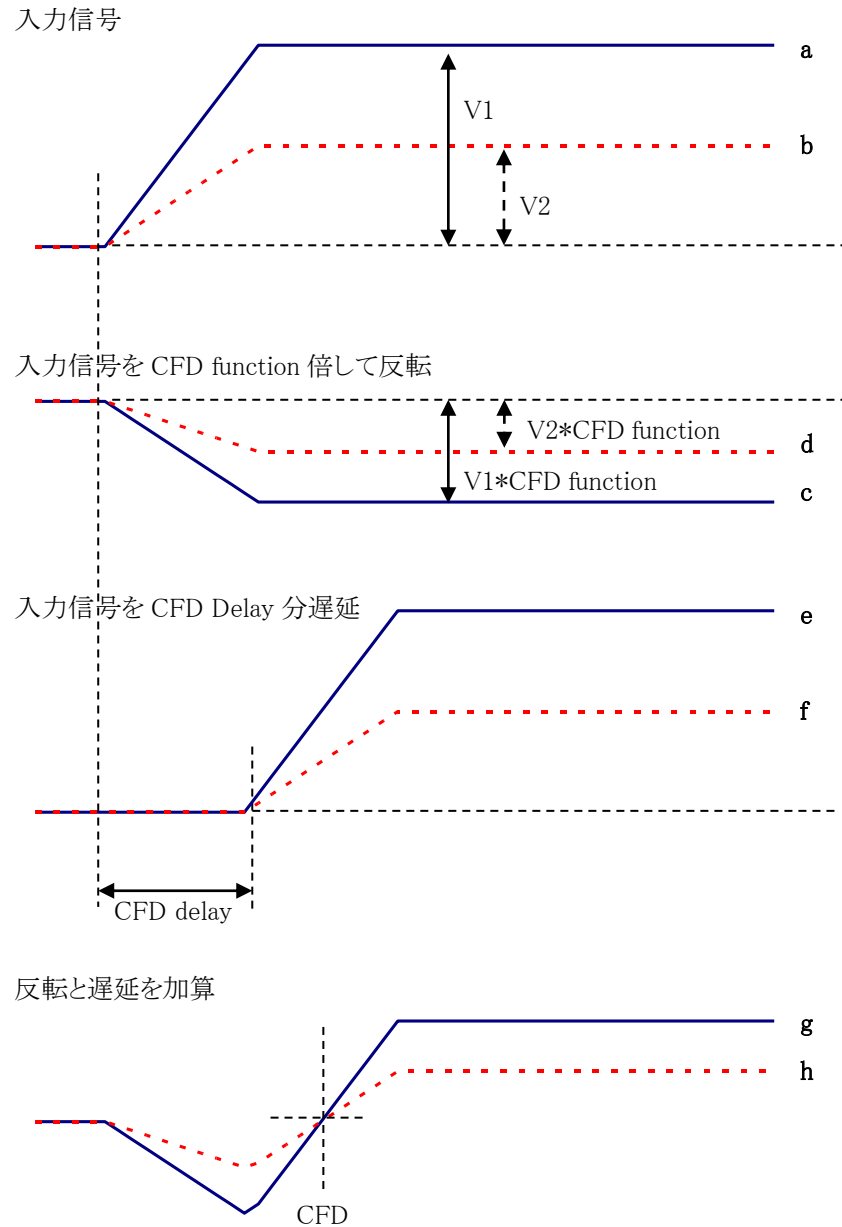 入力信号
a
V1
b
V2
入力信号を CFD function 倍して反転
V2*CFD function
d
V1*CFD function
c
入力信号を CFD Delay 分遅延
e
f
CFD delay
反転と遅延を加算
g
h
CFD